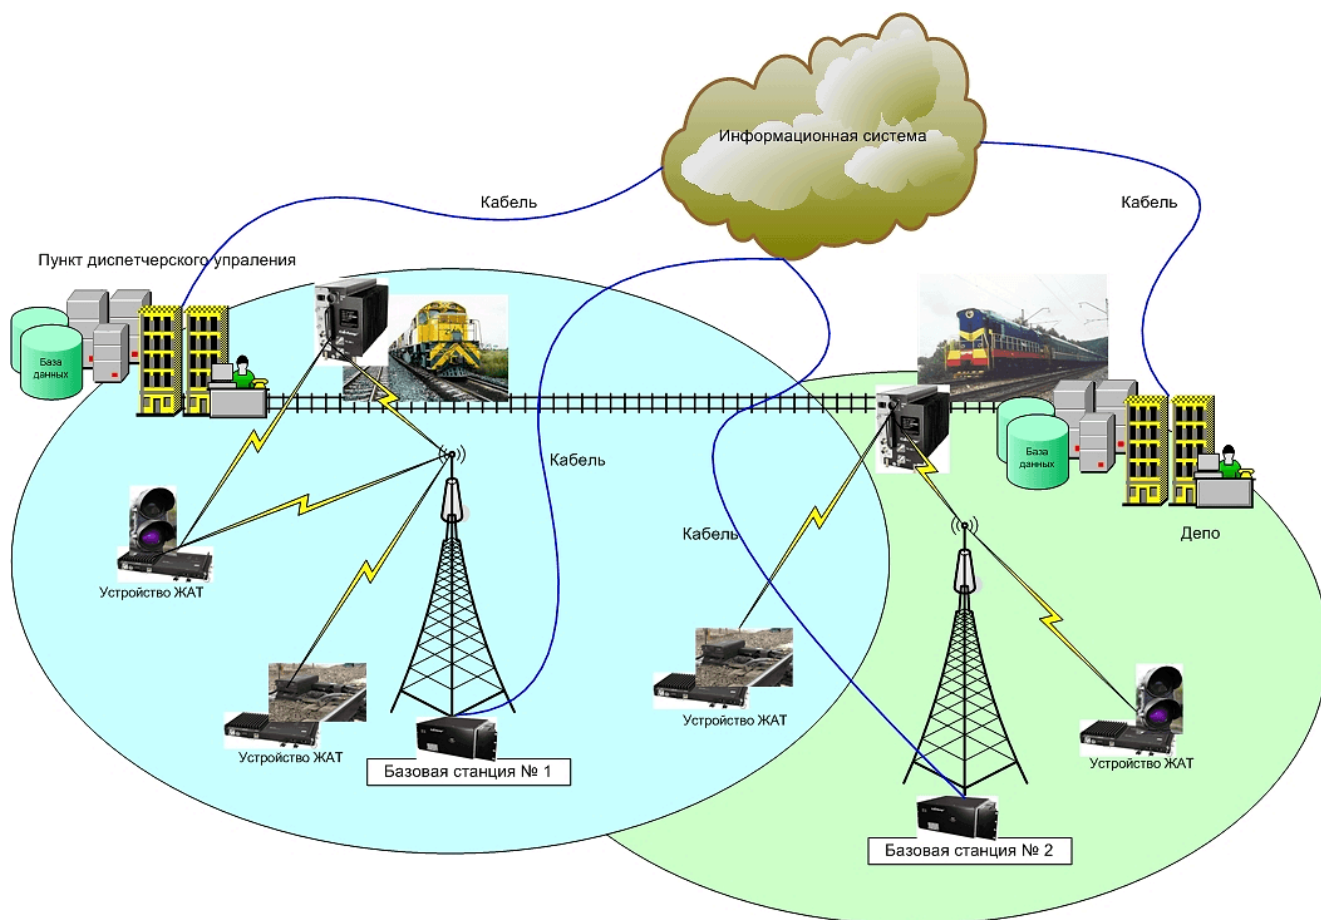 Информационная система
Кабель
Кабель
Пункт диспетчерского упраления
База
данных
База
данных
Кабель
Кабель
Депо
Устройство ЖАТ
Устройство ЖАТ
Устройство ЖАТ
Устройство ЖАТ
Базовая станция № 1
Базовая станция № 2